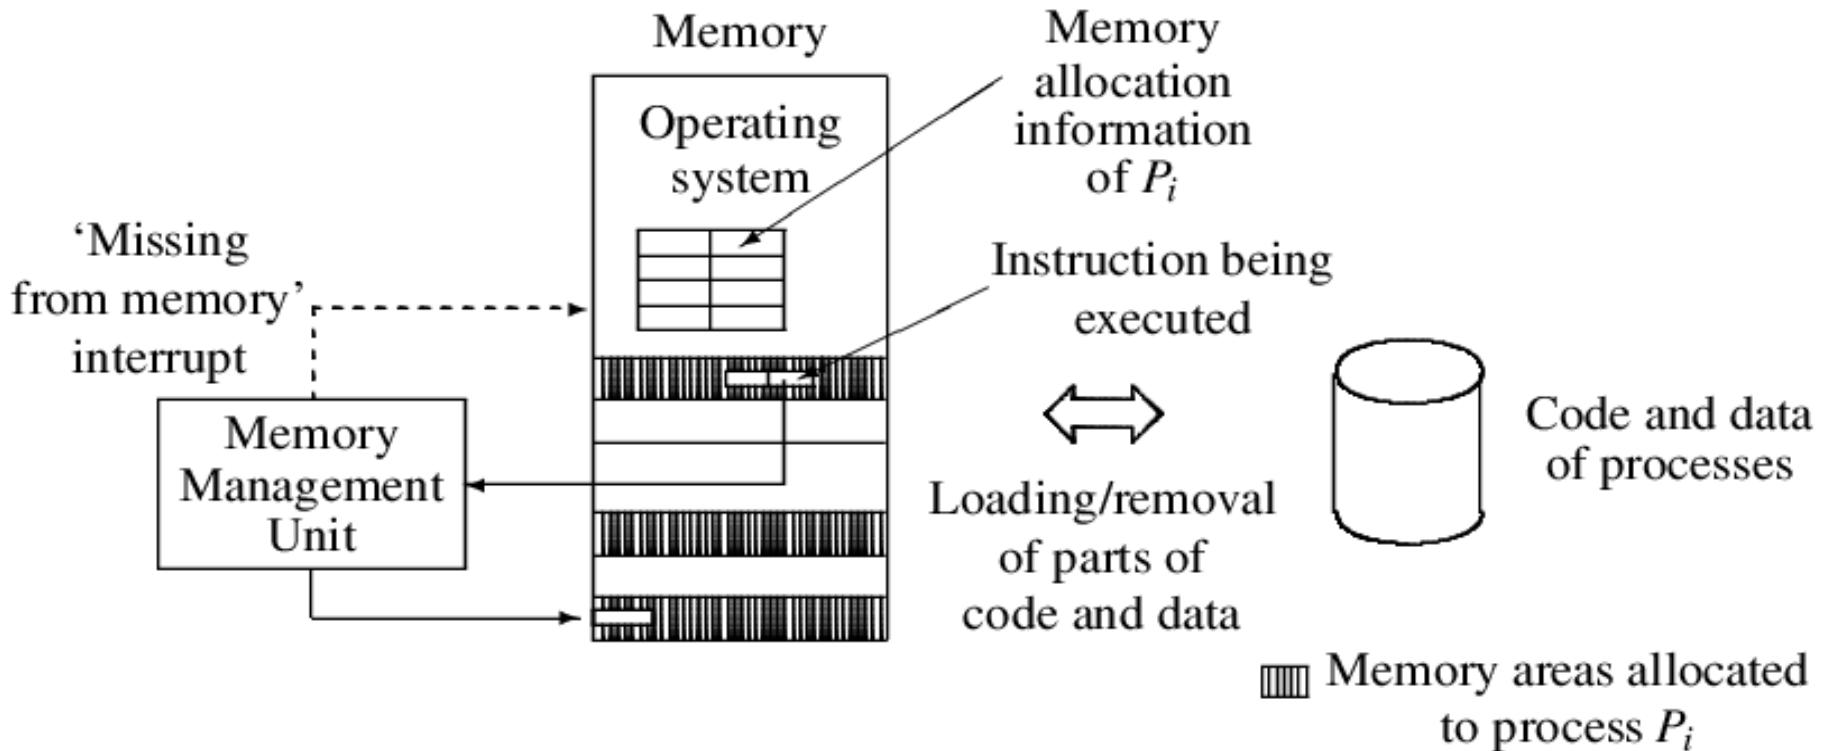 Memory
Operating
system
Memory
allocation
information
of Pi
‘Missing
from memory’
interrupt
Instruction being
executed
Memory
Management
Unit
Loading/removal
of parts of
code and data
Code and data
of processes
Memory areas allocated
to process Pi